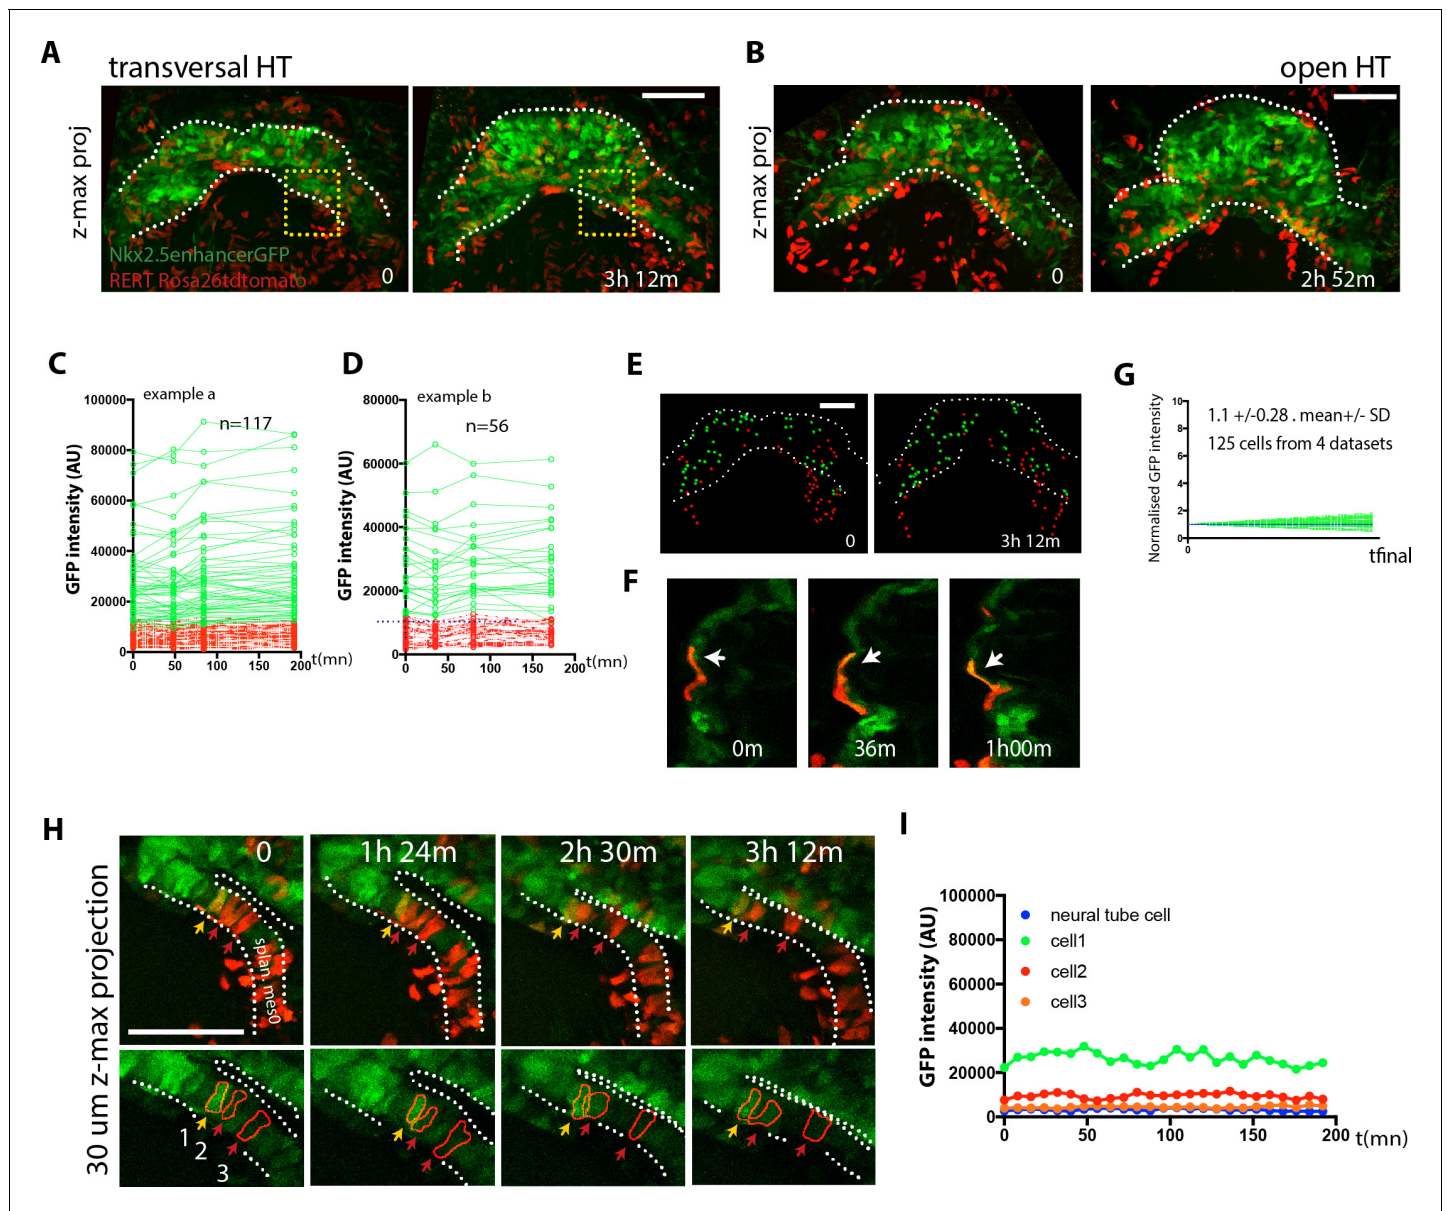 A
transversal HT
B
open HT
z-max proj
Nkx2.5enhancerGFP
RERT Rosa26tdtomato
0
3h 12m
z-max proj
0
2h 52m
C
example a
n=117
GFP intensity (AU)
100000
80000
60000
40000
20000
0
0 50 100 150 200 t(mn)
D
example b
n=56
GFP intensity (AU)
80000
60000
40000
20000
0
0 50 100 150 200 t(mn)
E
0
3h 12m
F
0m
36m
1h00m
G
Normalised GFP intensity
10
8
6
4
2
0
1.1 +/-0.28 . mean+/- SD
125 cells from 4 datasets
0
tfinal
H
30 um z-max projection
0
1h 24m
2h 30m
3h 12m
splan. mes0
1
2
3
I
GFP intensity (AU)
100000
80000
60000
40000
20000
0
neural tube cell
cell1
cell2
cell3
0 50 100 150 200 t(mn)